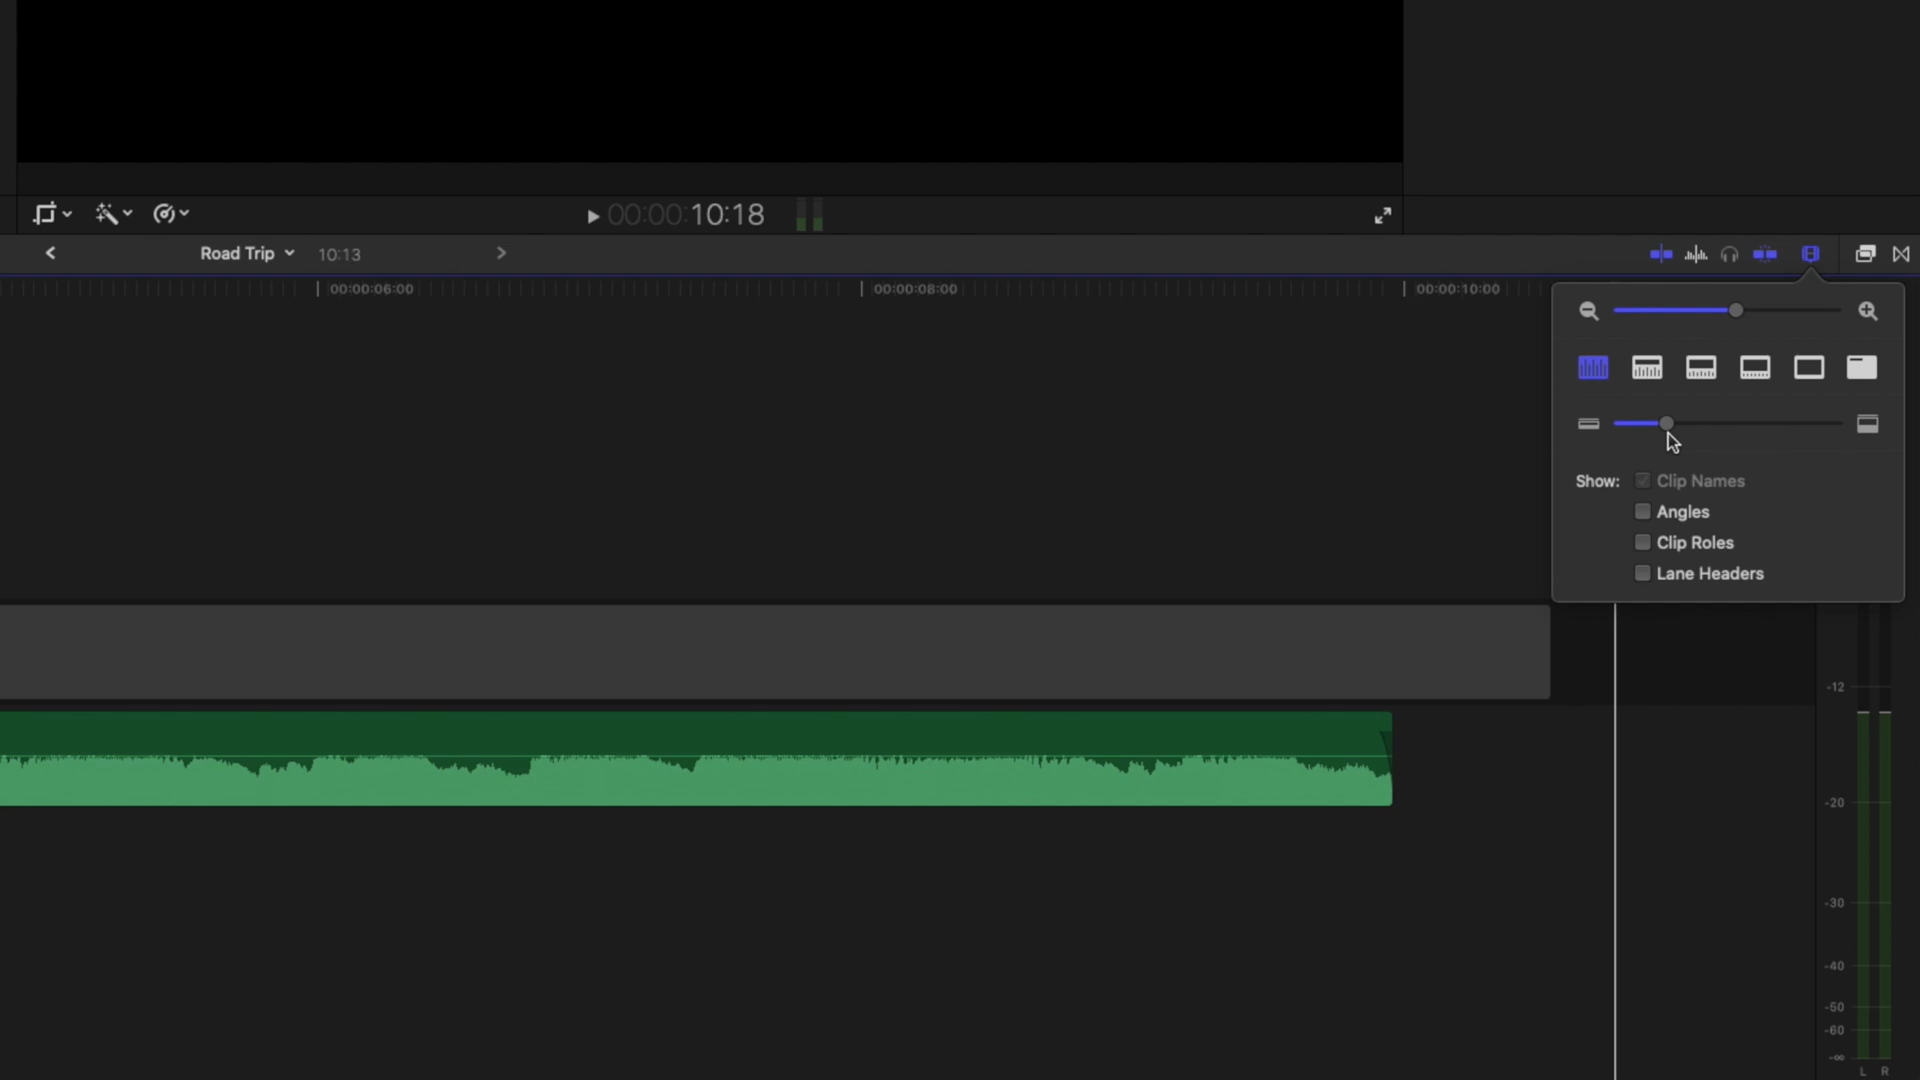 00:00:10:18
Road Trip
10:13
00:00:06:00
00:00:08:00
00:00:10:00
Show:
Clip Names
Angles
Clip Roles
Lane Headers
-12
-20
-30
-40
-50
-60
-∞
L R